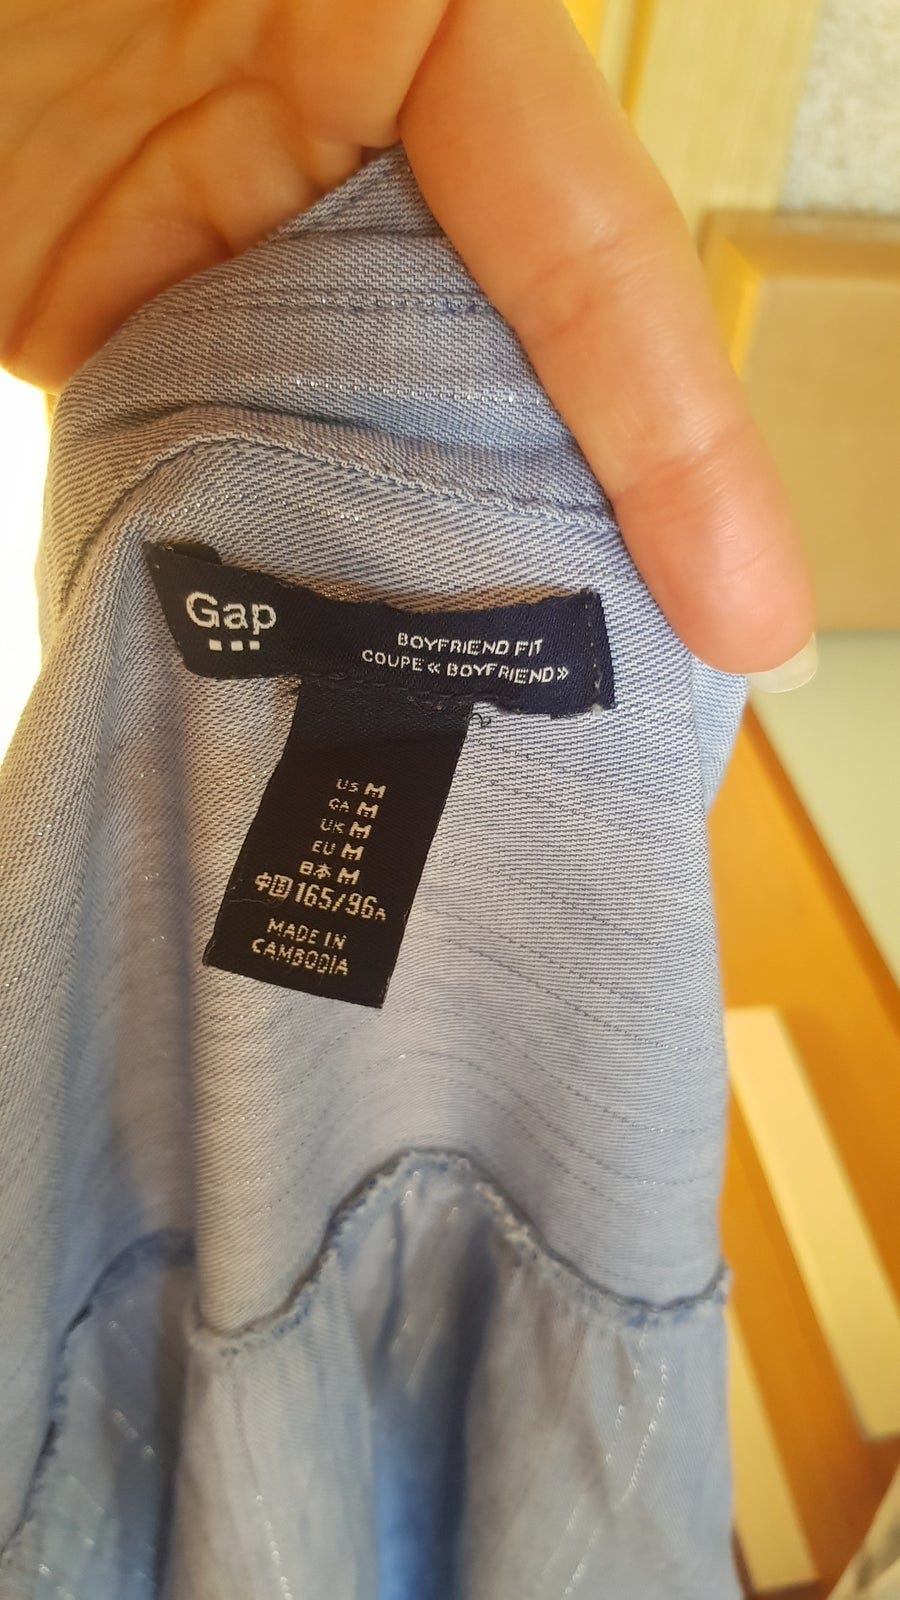 Gap
BOYFRIEND FIT
COUPE « BOYFRIEND »
US M
CA M
UK M
EU M
日本 M
中国 165/96A
MADE IN
CAMBODIA